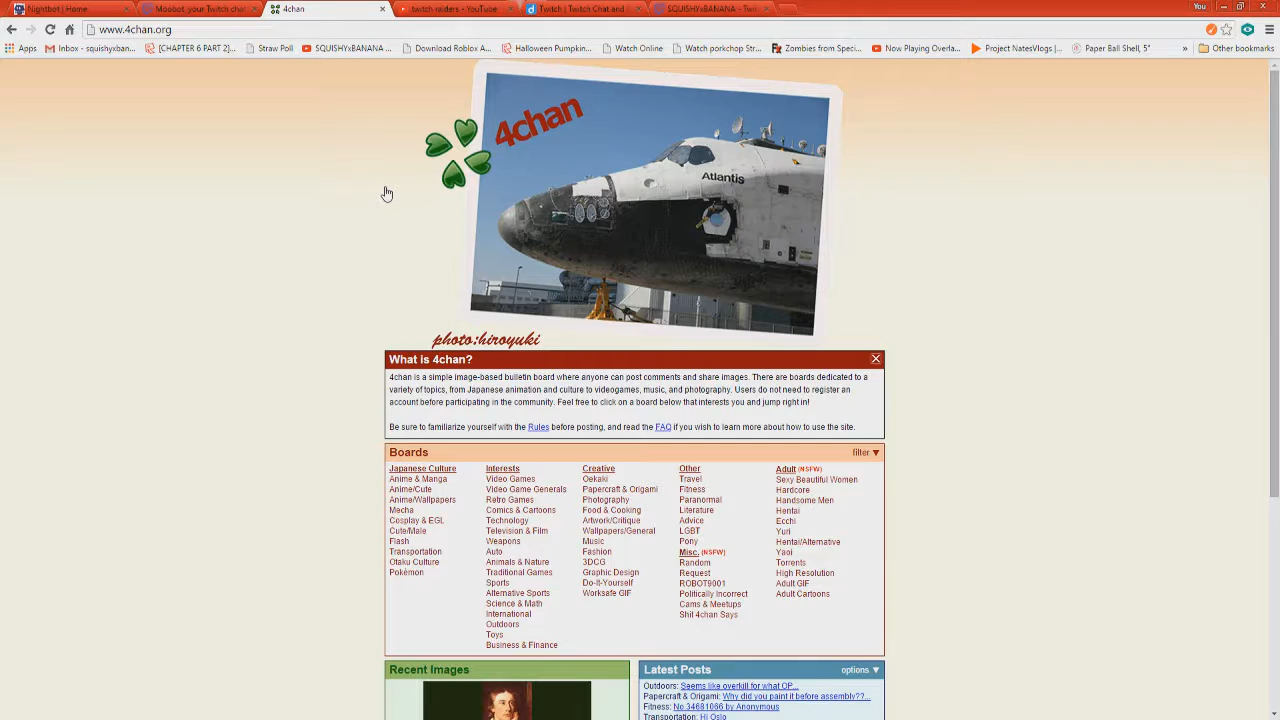 Nightbot | Home
Moobot, your Twitch chat
4chan
twitch raiders - YouTube
Twitch | Twitch Chat and
SQUISHYxBANANA - Twi
You
www.4chan.org
Apps
Inbox - squishyxban...
[CHAPTER 6 PART 2]...
Straw Poll
SQUISHYxBANANA ...
Download Roblox A...
Halloween Pumpkin...
Watch Online
Watch porkchop Str...
Zombies from Speci...
Now Playing Overla...
Project NatesVlogs |...
Paper Ball Shell, 5"
»
Other bookmarks
4chan
Atlantis
photo:hiroyuki
What is 4chan?
4chan is a simple image-based bulletin board where anyone can post comments and share images. There are boards dedicated to a
variety of topics, from Japanese animation and culture to videogames, music, and photography. Users do not need to register an
account before participating in the community. Feel free to click on a board below that interests you and jump right in!
Be sure to familiarize yourself with the Rules before posting, and read the FAQ if you wish to learn more about how to use the site.
Boards
filter ▼
Japanese Culture
Anime & Manga
Anime/Cute
Anime/Wallpapers
Mecha
Cosplay & EGL
Cute/Male
Flash
Transportation
Otaku Culture
Pokémon
Interests
Video Games
Video Game Generals
Retro Games
Comics & Cartoons
Technology
Television & Film
Weapons
Auto
Animals & Nature
Traditional Games
Sports
Alternative Sports
Science & Math
International
Outdoors
Toys
Business & Finance
Creative
Oekaki
Papercraft & Origami
Photography
Food & Cooking
Artwork/Critique
Wallpapers/General
Music
Fashion
3DCG
Graphic Design
Do-It-Yourself
Worksafe GIF
Other
Travel
Fitness
Paranormal
Literature
Advice
LGBT
Pony
Misc. (NSFW)
Random
Request
ROBOT9001
Politically Incorrect
Cams & Meetups
Shit 4chan Says
Adult (NSFW)
Sexy Beautiful Women
Hardcore
Handsome Men
Hentai
Ecchi
Yuri
Hentai/Alternative
Yaoi
Torrents
High Resolution
Adult GIF
Adult Cartoons
Recent Images
Latest Posts
options ▼
Outdoors: Seems like overkill for what OP...
Papercraft & Origami: Why did you paint it before assembly??...
Fitness: No.34681066 by Anonymous
Transportation: Hi Oslo